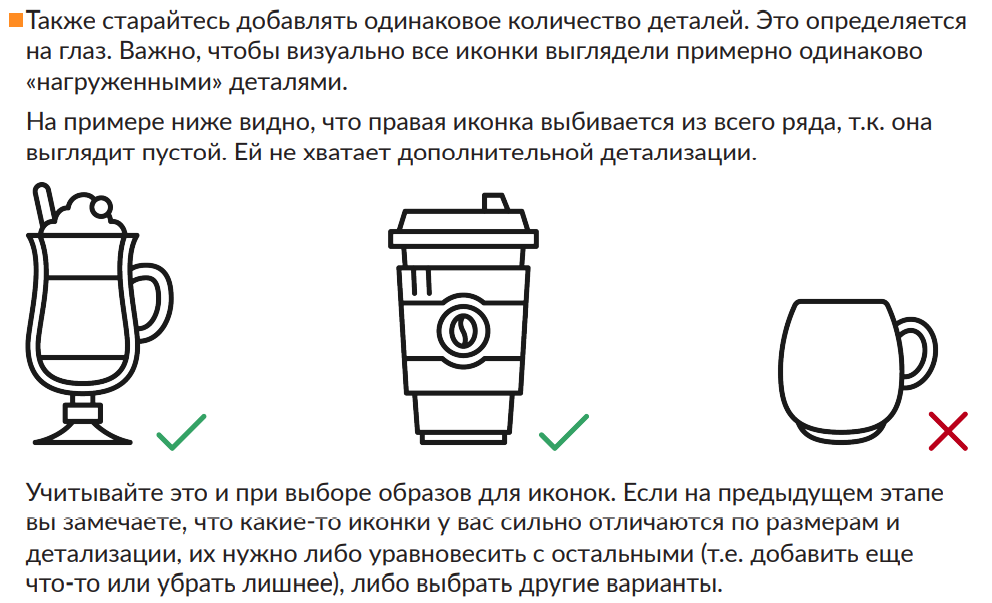 Также старайтесь добавлять одинаковое количество деталей. Это определяется
на глаз. Важно, чтобы визуально все иконки выглядели примерно одинаково
«нагруженными» деталями.
На примере ниже видно, что правая иконка выбивается из всего ряда, т.к. она
выглядит пустой. Ей не хватает дополнительной детализации.
Учитывайте это и при выборе образов для иконок. Если на предыдущем этапе
вы замечаете, что какие-то иконки у вас сильно отличаются по размерам и
детализации, их нужно либо уравновесить с остальными (т.е. добавить еще
что-то или убрать лишнее), либо выбрать другие варианты.